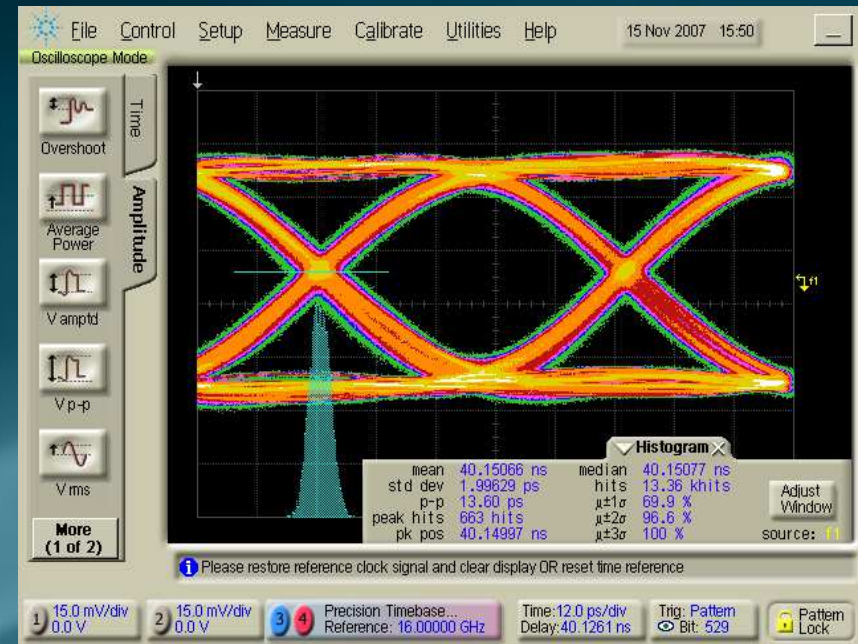 File Control Setup Measure Calibrate Utilities Help 15 Nov 2007 15:50
Oscilloscope Mode
Time
Amplitude
Overshoot
Average
Power
V amptd
V p-p
V rms
More
(1 of 2)
f1
Histogram
mean 40.15066 ns median 40.15077 ns
std dev 1.99629 ps hits 13.36 khits
p-p 13.60 ps µ±1σ 69.9 %
peak hits 663 hits µ±2σ 96.6 %
pk pos 40.14997 ns µ±3σ 100 %
Adjust
Window
source: f1
Please restore reference clock signal and clear display OR reset time reference
1) 15.0 mV/div
0.0 V
2) 15.0 mV/div
0.0 V
3 4 Precision Timebase...
Reference: 16.00000 GHz
Time:12.0 ps/div
Delay:40.1261 ns
Trig: Pattern
Bit: 529
Pattern
Lock